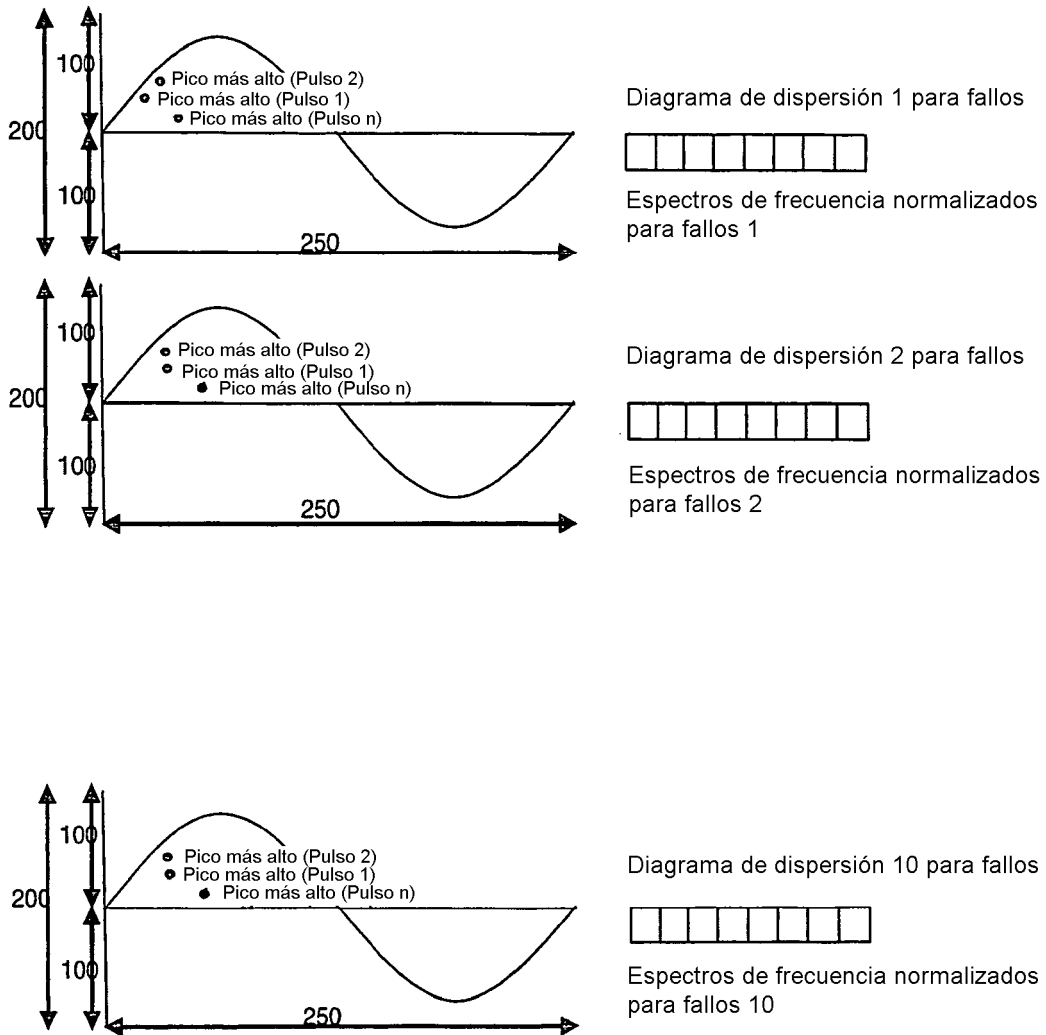 100
Pico más alto (Pulso 2)
Pico más alto (Pulso 1)
Pico más alto (Pulso n)
200
100
250
Diagrama de dispersión 1 para fallos
Espectros de frecuencia normalizados
para fallos 1
100
Pico más alto (Pulso 2)
Pico más alto (Pulso 1)
Pico más alto (Pulso n)
200
100
250
Diagrama de dispersión 2 para fallos
Espectros de frecuencia normalizados
para fallos 2
100
Pico más alto (Pulso 2)
Pico más alto (Pulso 1)
Pico más alto (Pulso n)
200
100
250
Diagrama de dispersión 10 para fallos
Espectros de frecuencia normalizados
para fallos 10